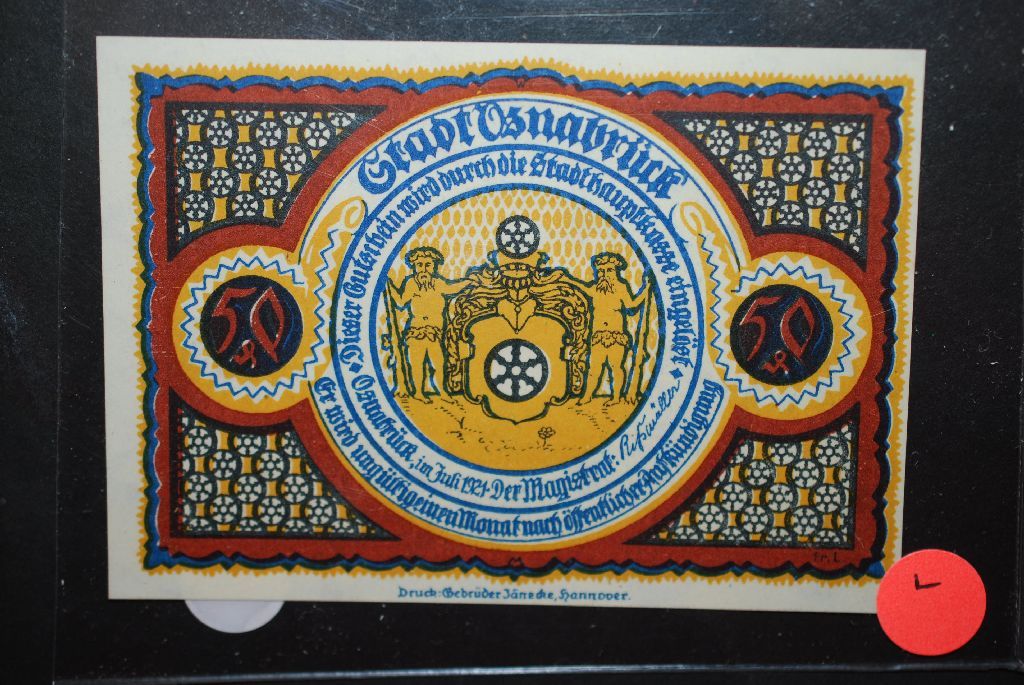 Stadt Osnabrück
Dieser Gutschein wird durch die Stadthauptkasse eingelöst
50
50
Osnabrück, im Juli 1921. Der Magistrat:
Er wird ungültig einen Monat nach öffentlicher Aufkündigung
Druck: Gebrüder Jänecke, Hannover.